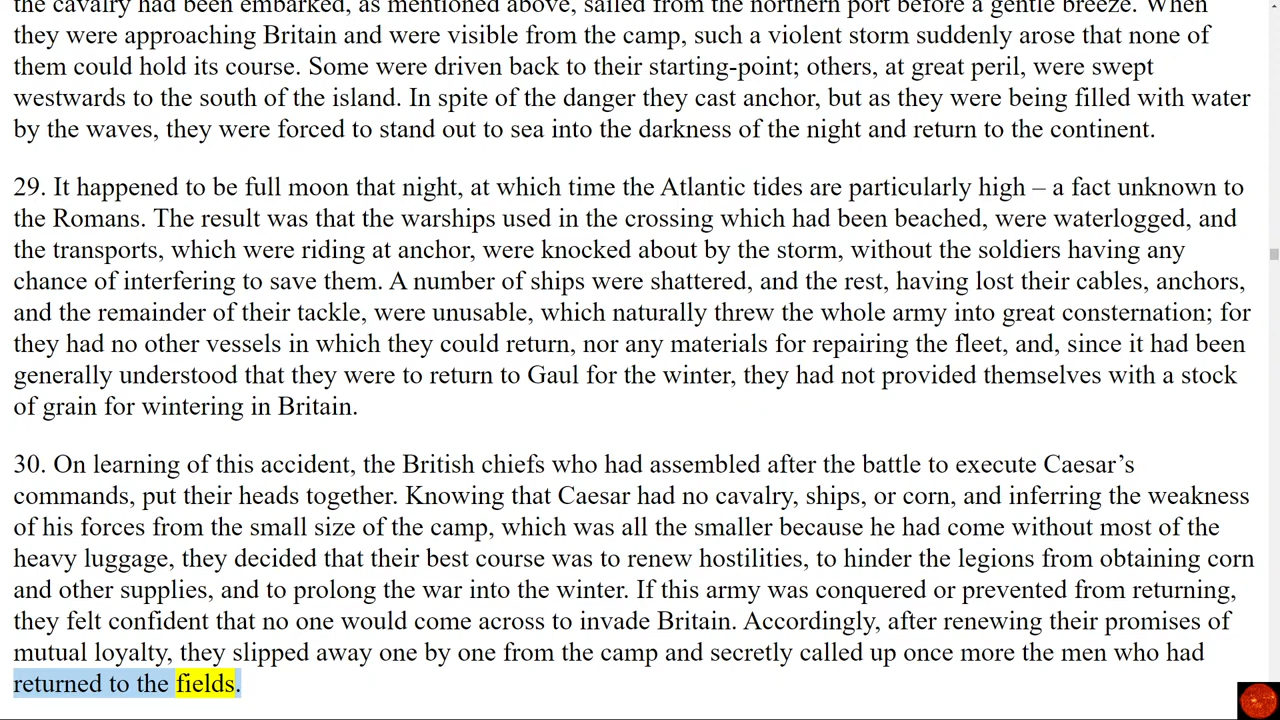 the cavalry had been embarked, as mentioned above, sailed from the northern port before a gentle breeze. When
they were approaching Britain and were visible from the camp, such a violent storm suddenly arose that none of
them could hold its course. Some were driven back to their starting-point; others, at great peril, were swept
westwards to the south of the island. In spite of the danger they cast anchor, but as they were being filled with water
by the waves, they were forced to stand out to sea into the darkness of the night and return to the continent.
29. It happened to be full moon that night, at which time the Atlantic tides are particularly high – a fact unknown to
the Romans. The result was that the warships used in the crossing which had been beached, were waterlogged, and
the transports, which were riding at anchor, were knocked about by the storm, without the soldiers having any
chance of interfering to save them. A number of ships were shattered, and the rest, having lost their cables, anchors,
and the remainder of their tackle, were unusable, which naturally threw the whole army into great consternation; for
they had no other vessels in which they could return, nor any materials for repairing the fleet, and, since it had been
generally understood that they were to return to Gaul for the winter, they had not provided themselves with a stock
of grain for wintering in Britain.
30. On learning of this accident, the British chiefs who had assembled after the battle to execute Caesar’s
commands, put their heads together. Knowing that Caesar had no cavalry, ships, or corn, and inferring the weakness
of his forces from the small size of the camp, which was all the smaller because he had come without most of the
heavy luggage, they decided that their best course was to renew hostilities, to hinder the legions from obtaining corn
and other supplies, and to prolong the war into the winter. If this army was conquered or prevented from returning,
they felt confident that no one would come across to invade Britain. Accordingly, after renewing their promises of
mutual loyalty, they slipped away one by one from the camp and secretly called up once more the men who had
returned to the fields.